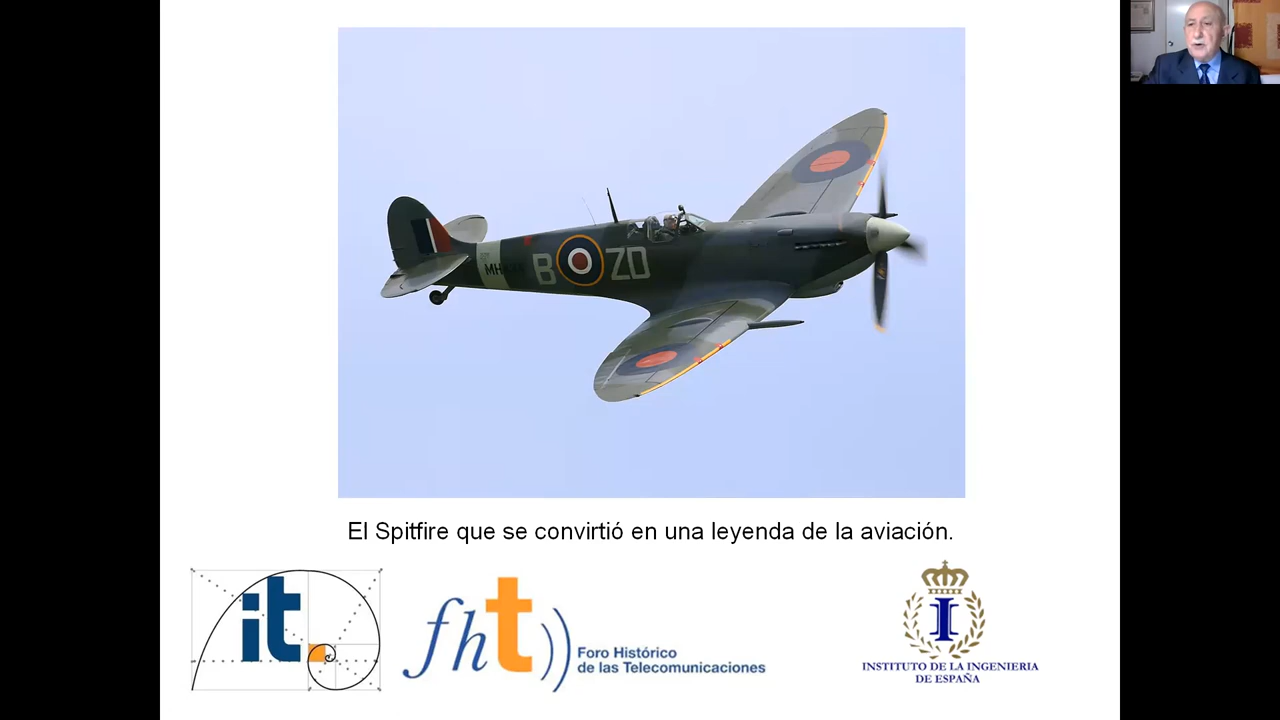 B ZD
El Spitfire que se convirtió en una leyenda de la aviación.
it
fht
Foro Histórico
de las Telecomunicaciones
I
INSTITUTO DE LA INGENIERIA
DE ESPAÑA